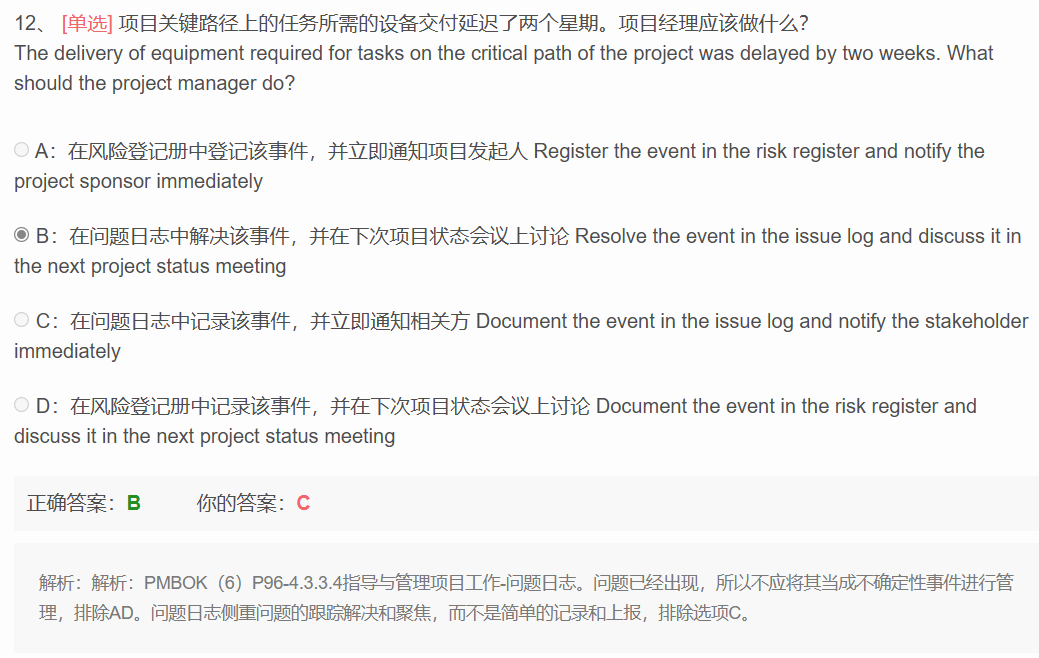 12、 [单选] 项目关键路径上的任务所需的设备交付延迟了两个星期。项目经理应该做什么?
The delivery of equipment required for tasks on the critical path of the project was delayed by two weeks. What
should the project manager do?
A：在风险登记册中登记该事件，并立即通知项目发起人 Register the event in the risk register and notify the
project sponsor immediately
B：在问题日志中解决该事件，并在下次项目状态会议上讨论 Resolve the event in the issue log and discuss it in
the next project status meeting
C：在问题日志中记录该事件，并立即通知相关方 Document the event in the issue log and notify the stakeholder
immediately
D：在风险登记册中记录该事件，并在下次项目状态会议上讨论 Document the event in the risk register and
discuss it in the next project status meeting
正确答案：B 你的答案：C
解析：解析：PMBOK（6）P96-4.3.3.4指导与管理项目工作-问题日志。问题已经出现，所以不应将其当成不确定性事件进行管
理，排除AD。问题日志侧重问题的跟踪解决和聚焦，而不是简单的记录和上报，排除选项C。